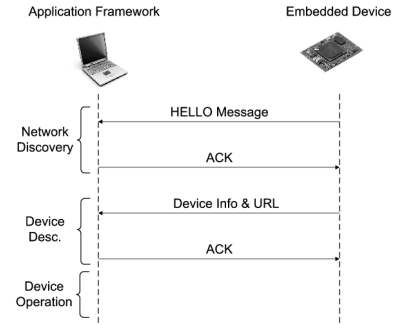 Application Framework
Embedded Device
HELLO Message
Network
Discovery
ACK
Device Info & URL
Device
Desc.
ACK
Device
Operation